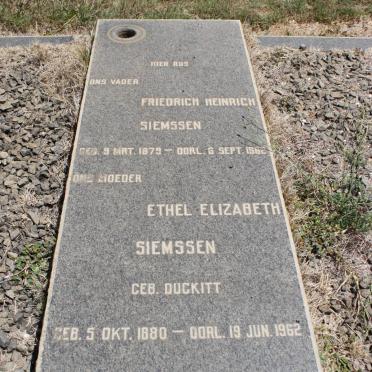 HIER RUS
ONS VADER
FRIEDRICH HEINRICH
SIEMSSEN
GEB. 9 MRT. 1879 — OORL. 6 SEPT. 1962
ONS MOEDER
ETHEL ELIZABETH
SIEMSSEN
GEB. DUCKITT
GEB. 5 OKT. 1880 — OORL. 19 JUN. 1962